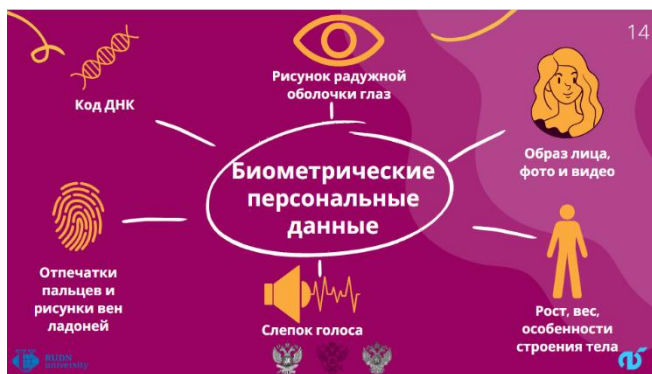 14
Код ДНК
Рисунок радужной
оболочки глаз
Образ лица,
фото и видео
Биометрические
персональные
данные
Отпечатки
пальцев и
рисунки вен
ладоней
Слепок голоса
Рост, вес,
особенности
строения тела
RUDN
university